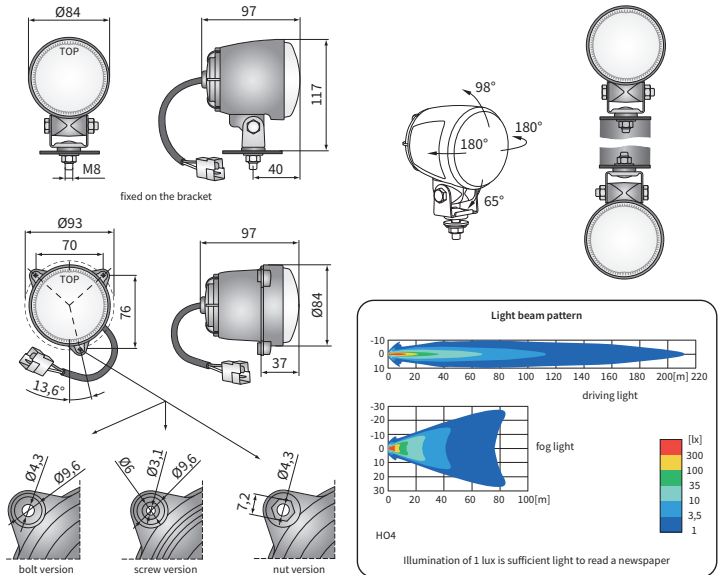 Ø84
97
TOP
117
M8
40
fixed on the bracket
98°
180°
180°
65°
Ø93
70
TOP
76
13,6°
97
Ø84
37
Ø4,3
Ø9,6
bolt version
Ø6
Ø3,1
Ø9,6
screw version
Ø4,3
7,2
nut version
Light beam pattern
-10
0
10
0 20 40 60 80 100 120 140 160 180 200[m] 220
driving light
-30
-20
-10
0
10
20
30
0 20 40 60 80 100[m]
fog light
[lx]
300
100
35
10
3,5
1
HO4
Illumination of 1 lux is sufficient light to read a newspaper